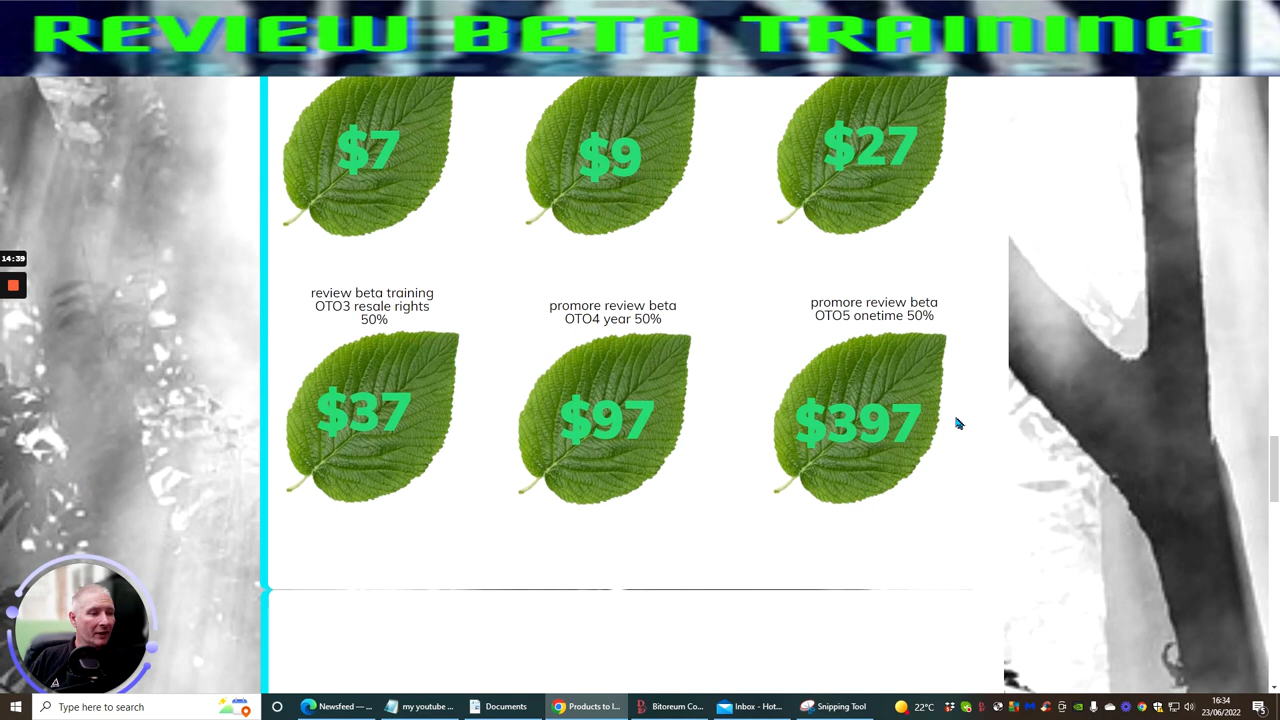 REVIEW BETA TRAINING
$7
$9
$27
14:39
review beta training
OTO3 resale rights
50%
promore review beta
OTO4 year 50%
promore review beta
OTO5 onetime 50%
$37
$97
$397
Type here to search
Newsfeed — ...
my youtube ...
Documents
Products to l...
Bitoreum Co...
Inbox - Hot...
Snipping Tool
22°C
16:34
23/06/2022